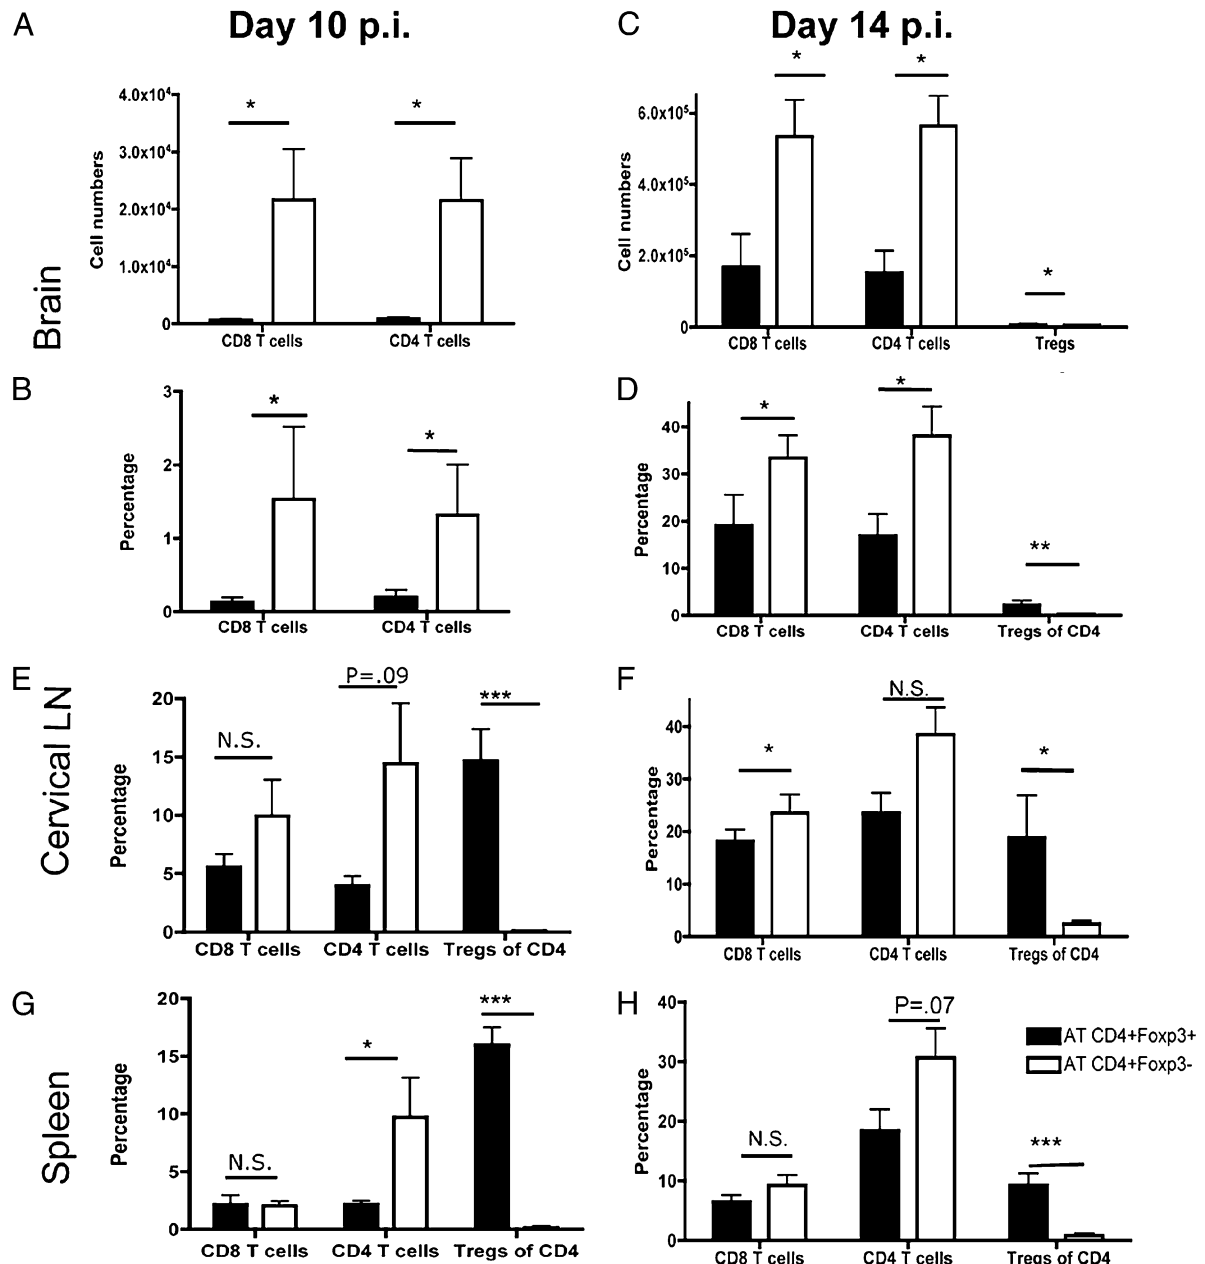 A
Day 10 p.i.
C
Day 14 p.i.
Brain
Cell numbers
4.0x10⁴
3.0x10⁴
2.0x10⁴
1.0x10⁴
0
*
*
CD8 T cells
CD4 T cells
Cell numbers
6.0x10⁵
4.0x10⁵
2.0x10⁵
0
*
*
*
CD8 T cells
CD4 T cells
Tregs
B
Percentage
3
2
1
0
*
*
CD8 T cells
CD4 T cells
D
Percentage
40
30
20
10
0
*
*
**
CD8 T cells
CD4 T cells
Tregs of CD4
Cervical LN
E
Percentage
20
15
10
5
0
N.S.
P=.09
***
CD8 T cells
CD4 T cells
Tregs of CD4
F
Percentage
40
30
20
10
0
*
N.S.
*
CD8 T cells
CD4 T cells
Tregs of CD4
Spleen
G
Percentage
20
15
10
5
0
N.S.
*
***
CD8 T cells
CD4 T cells
Tregs of CD4
H
Percentage
40
30
20
10
0
N.S.
P=.07
***
AT CD4+Foxp3+
AT CD4+Foxp3-
CD8 T cells
CD4 T cells
Tregs of CD4